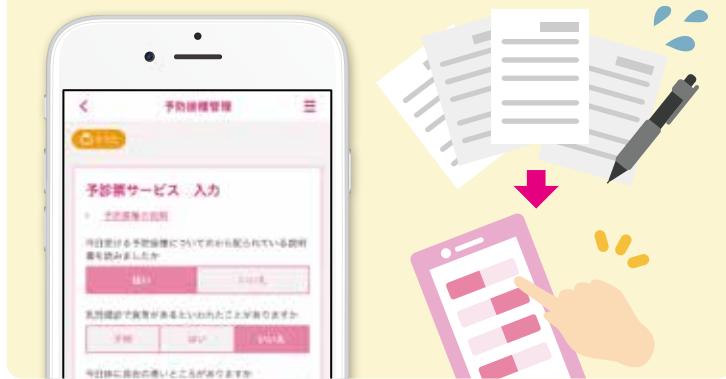 予防接種管理
予診票サービス 入力
予防接種の説明
今日受ける予防接種について市から配られている説明
書を読みましたか
はい いいえ
乳児健診で異常があるといわれたことがありますか
不明 はい いいえ
今日体に具合の悪いところがありますか